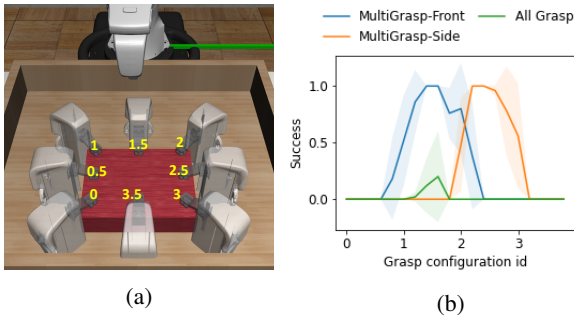 MultiGrasp-Front
All Grasp
MultiGrasp-Side
1
1.5
2
0.5
2.5
0
3.5
3
1.0
0.5
0.0
Success
0
1
2
3
Grasp configuration id
(a)
(b)